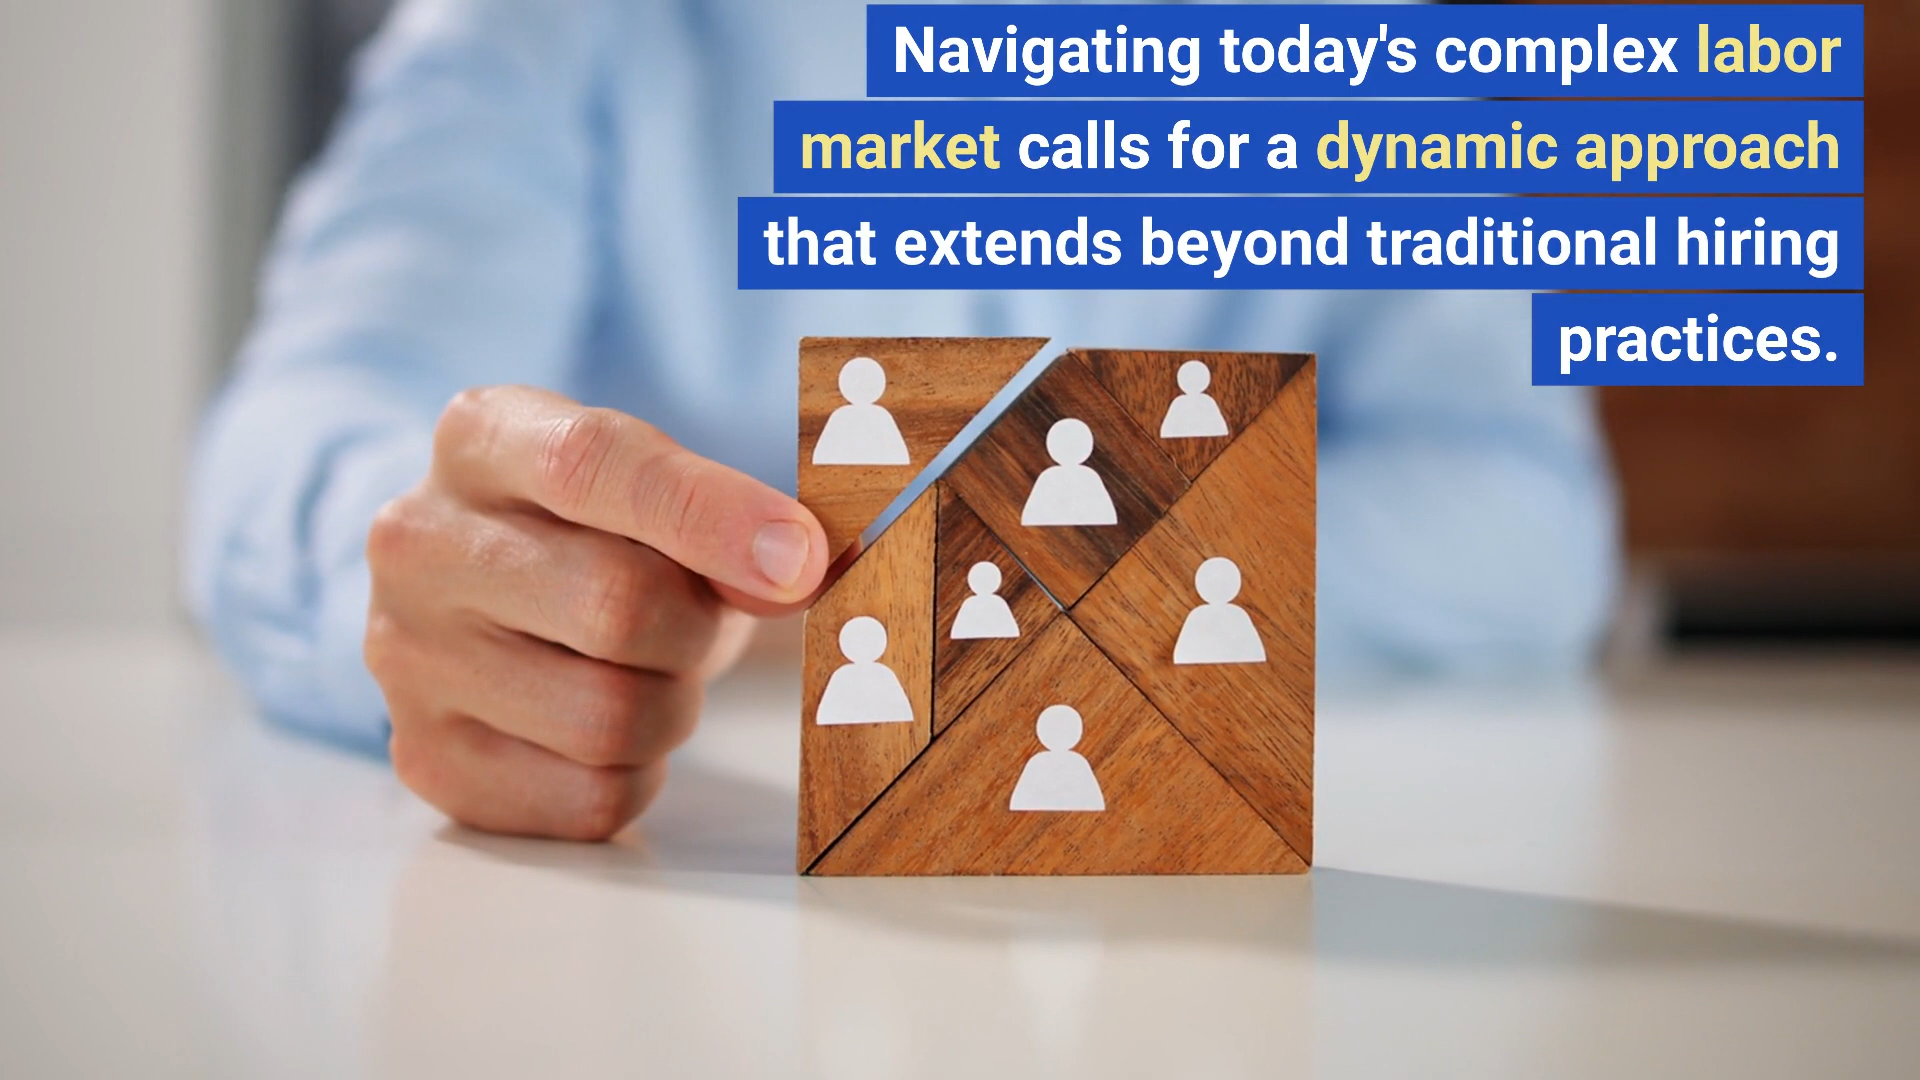 Navigating today's complex labor
market calls for a dynamic approach
that extends beyond traditional hiring
practices.